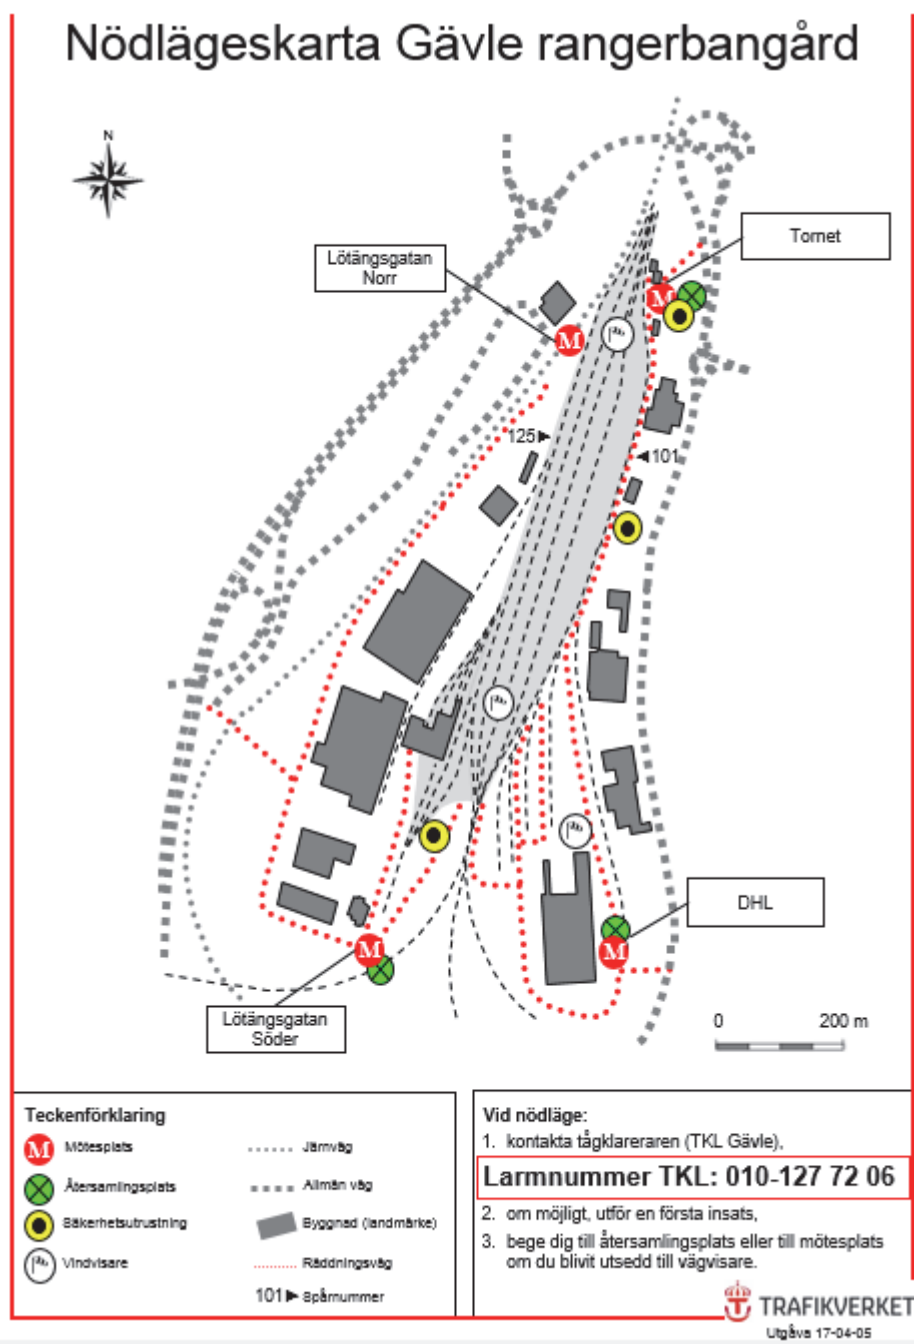 Nödlägeskarta Gävle rangerbangård
N
Tornet
Lötängsgatan
Norr
M
M
125
101
DHL
M
M
Lötängsgatan
Söder
0 200 m
Teckenförklaring
M Mötesplats
Återsamlingsplats
Säkerhetsutrustning
Vindvisare
Järnväg
Allmän väg
Byggnad (landmärke)
Räddningsväg
101 Spårnummer
Vid nödläge:
1. kontakta tågklareraren (TKL Gävle),
Larmnummer TKL: 010-127 72 06
2. om möjligt, utför en första insats,
3. bege dig till återsamlingsplats eller till mötesplats
om du blivit utsedd till vägvisare.
TRAFIKVERKET
Utgåva 17-04-05